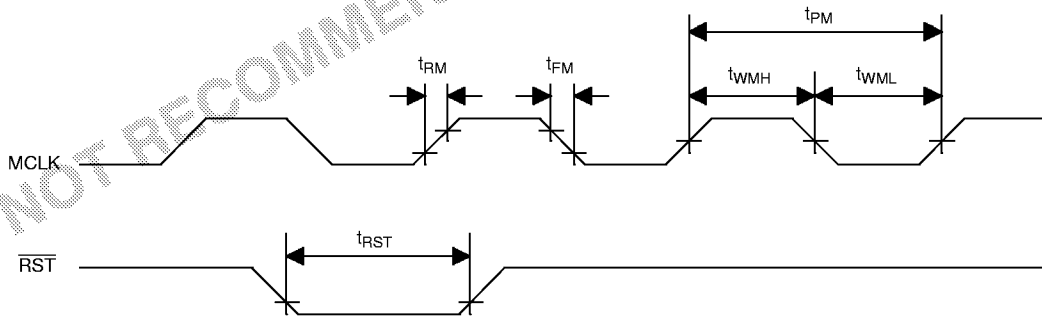 tPM
tRM
tFM
tWMH
tWML
MCLK
NOT RECOMMEN
tRST
RST